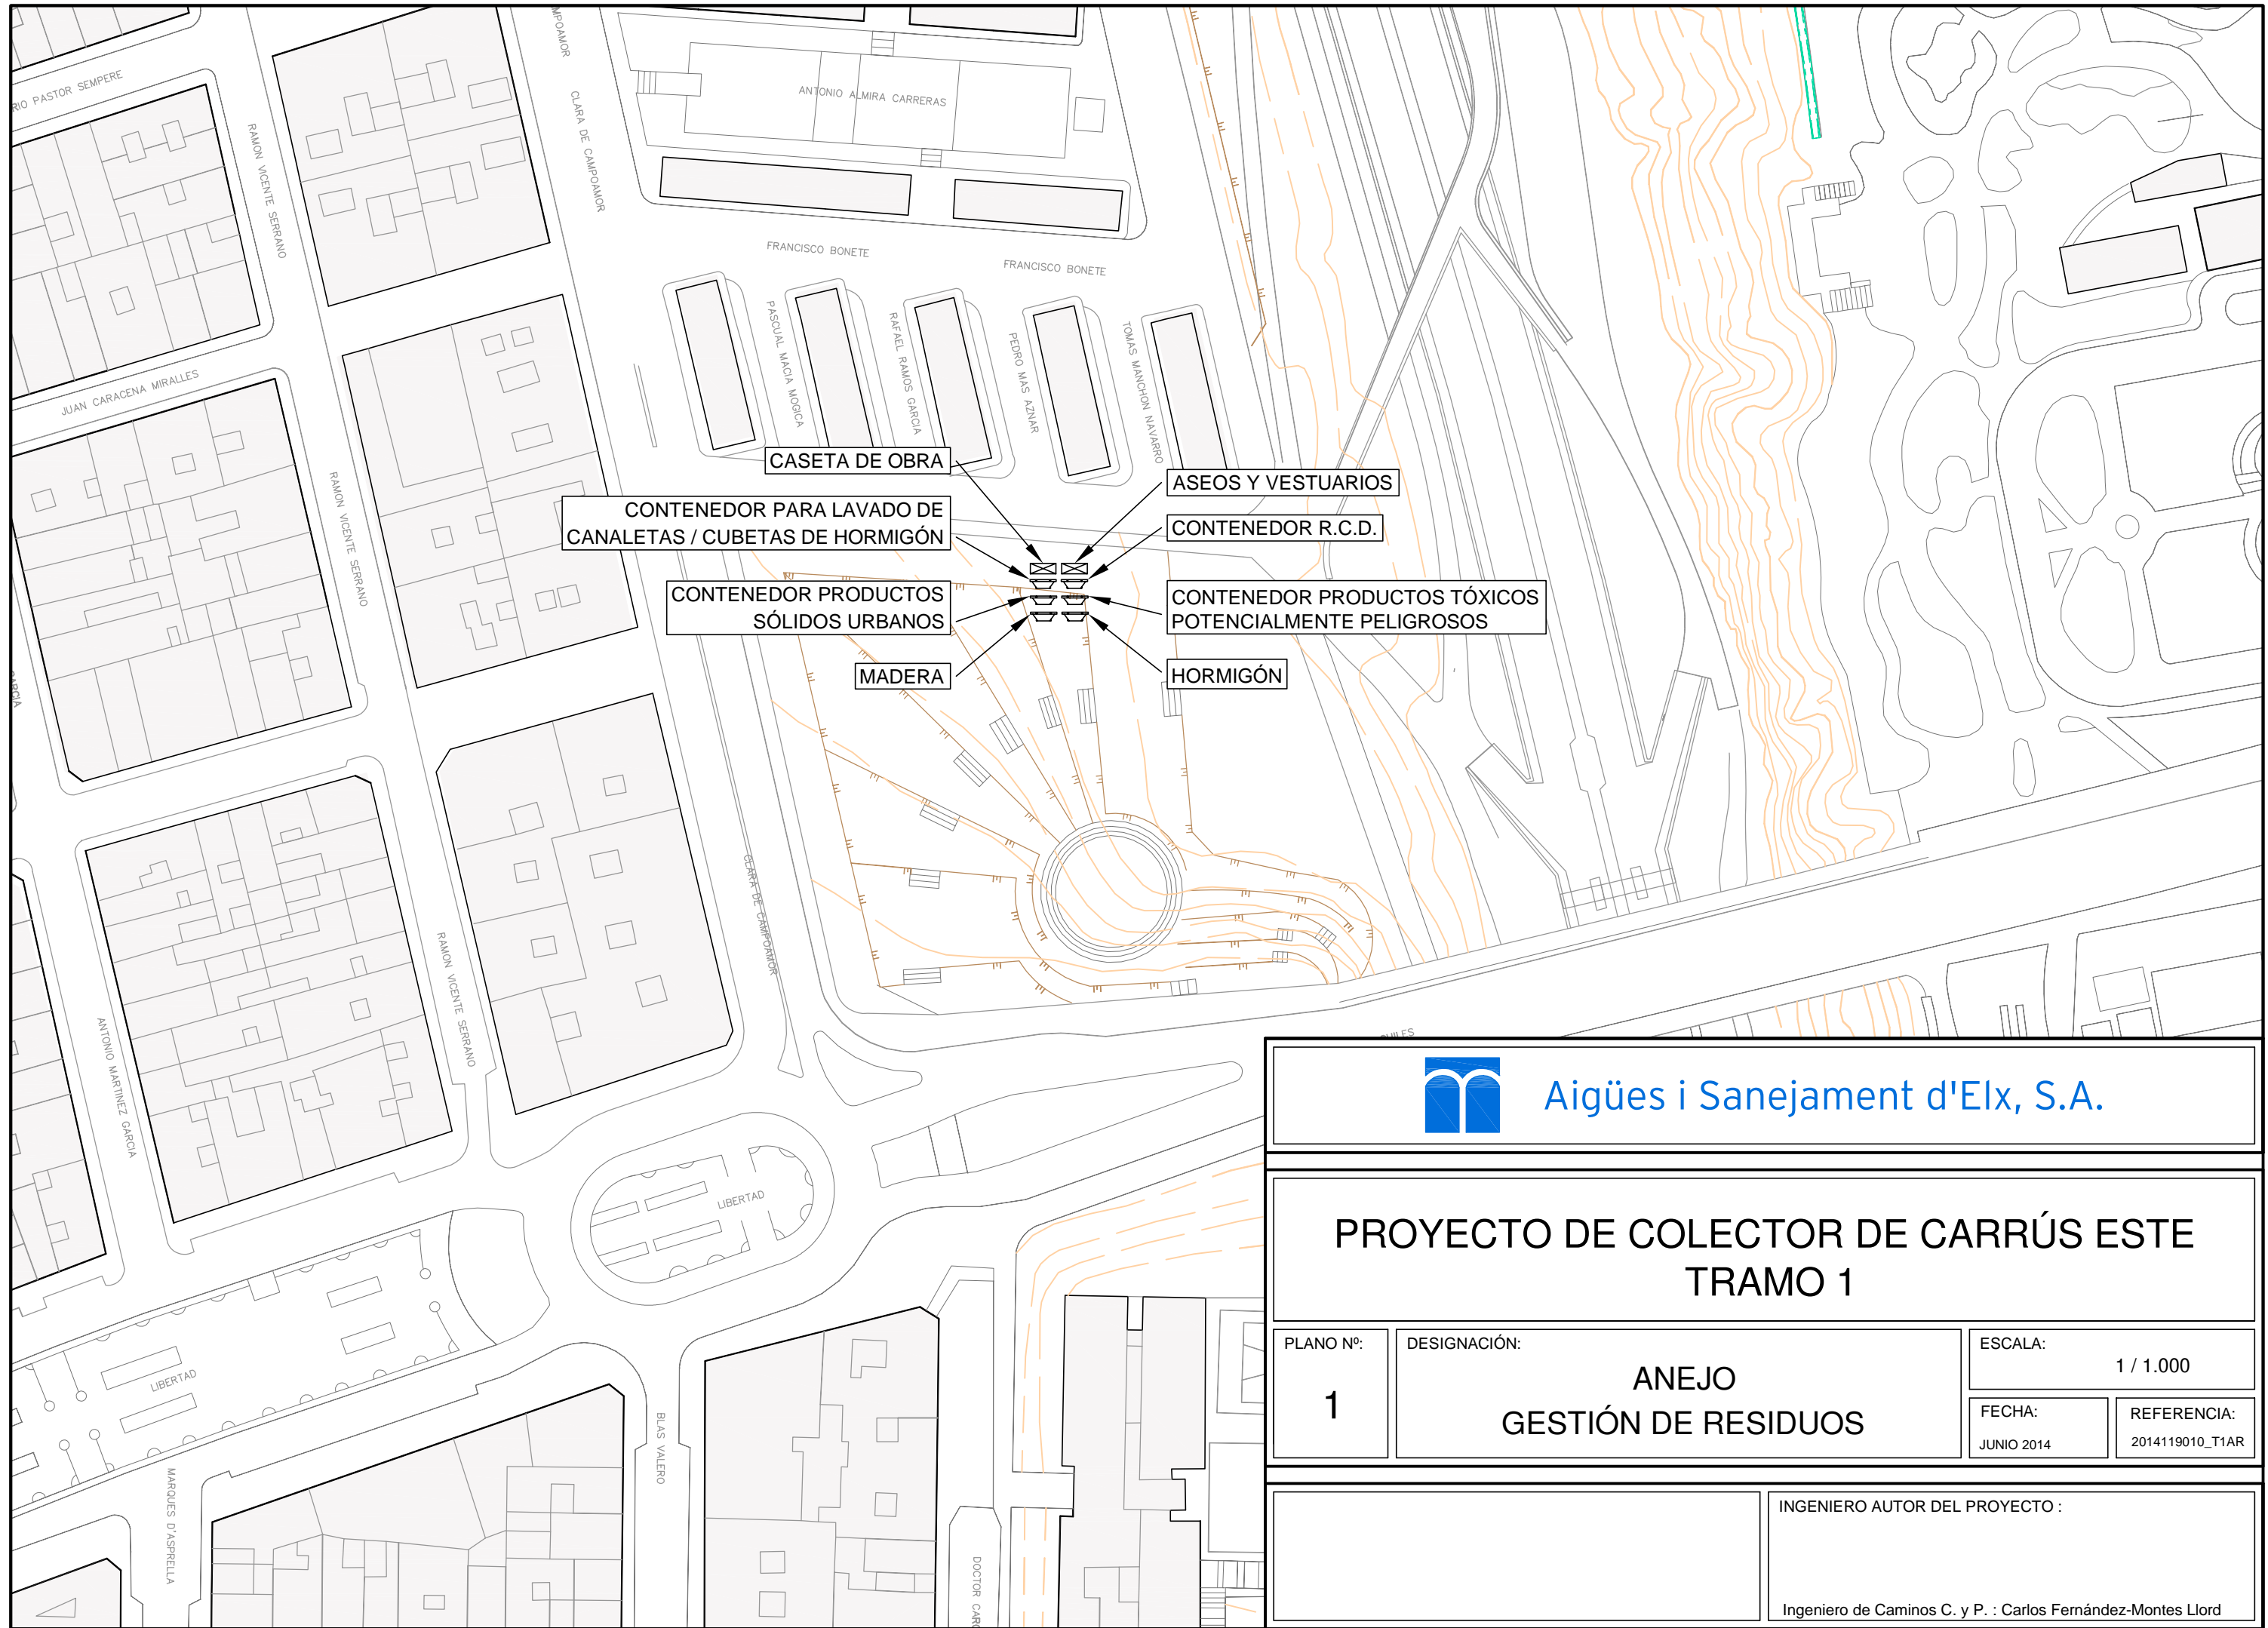 RIO PASTOR SEMPERE
RAMON VICENTE SERRANO
MPOAMOR
CLARA DE CAMPOAMOR
ANTONIO ALMIRA CARRERAS
FRANCISCO BONETE
FRANCISCO BONETE
PASCUAL MACIA MOGICA
RAFAEL RAMOS GARCIA
PEDRO MAS AZNAR
TOMAS MANCHON NAVARRO
JUAN CARACENA MIRALLES
RAMON VICENTE SERRANO
CASETA DE OBRA
ASEOS Y VESTUARIOS
CONTENEDOR PARA LAVADO DE
CANALETAS / CUBETAS DE HORMIGÓN
CONTENEDOR R.C.D.
CONTENEDOR PRODUCTOS
SÓLIDOS URBANOS
CONTENEDOR PRODUCTOS TÓXICOS
POTENCIALMENTE PELIGROSOS
MADERA
HORMIGÓN
GARCIA
CLARA DE CAMPOAMOR
RAMON VICENTE SERRANO
ANTONIO MARTINEZ GARCIA
LIBERTAD
LIBERTAD
MARQUES D'ASPRELLA
BLAS VALERO
DOCTOR CARO
Aigües i Sanejament d'Elx, S.A.
PROYECTO DE COLECTOR DE CARRÚS ESTE
TRAMO 1
PLANO Nº:
1
DESIGNACIÓN:
ANEJO
GESTIÓN DE RESIDUOS
ESCALA:
1 / 1.000
FECHA:
JUNIO 2014
REFERENCIA:
2014119010_T1AR
INGENIERO AUTOR DEL PROYECTO :
Ingeniero de Caminos C. y P. : Carlos Fernández-Montes Llord